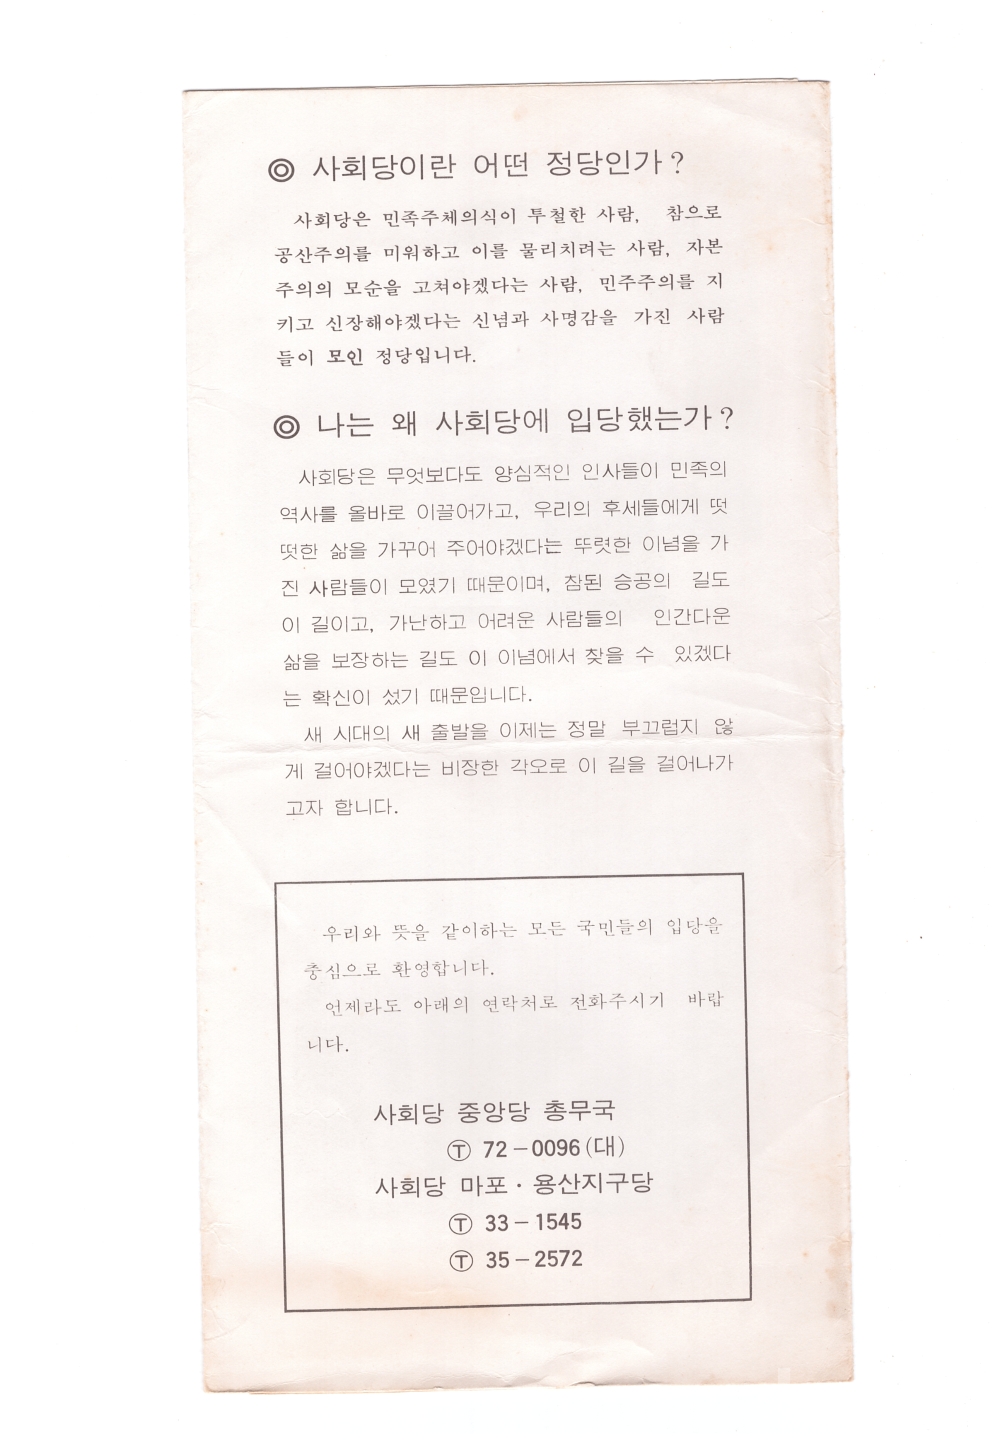 ◎ 사회당이란 어떤 정당인가?
사회당은 민족주체의식이 투철한 사람, 참으로
공산주의를 미워하고 이를 물리치려는 사람, 자본
주의의 모순을 고쳐야겠다는 사람, 민주주의를 지
키고 신장해야겠다는 신념과 사명감을 가진 사람
들이 모인 정당입니다.
◎ 나는 왜 사회당에 입당했는가?
사회당은 무엇보다도 양심적인 인사들이 민족의
역사를 올바로 이끌어가고, 우리의 후세들에게 떳
떳한 삶을 가꾸어 주어야겠다는 뚜렷한 이념을 가
진 사람들이 모였기 때문이며, 참된 승공의 길도
이 길이고, 가난하고 어려운 사람들의 인간다운
삶을 보장하는 길도 이 이념에서 찾을 수 있겠다
는 확신이 섰기 때문입니다.
새 시대의 새 출발을 이제는 정말 부끄럽지 않
게 걸어야겠다는 비장한 각오로 이 길을 걸어나가
고자 합니다.
우리와 뜻을 같이하는 모든 국민들의 입당을
충심으로 환영합니다.
언제라도 아래의 연락처로 전화주시기 바랍
니다.
사회당 중앙당 총무국
Ⓣ 72-0096(대)
사회당 마포·용산지구당
Ⓣ 33-1545
Ⓣ 35-2572